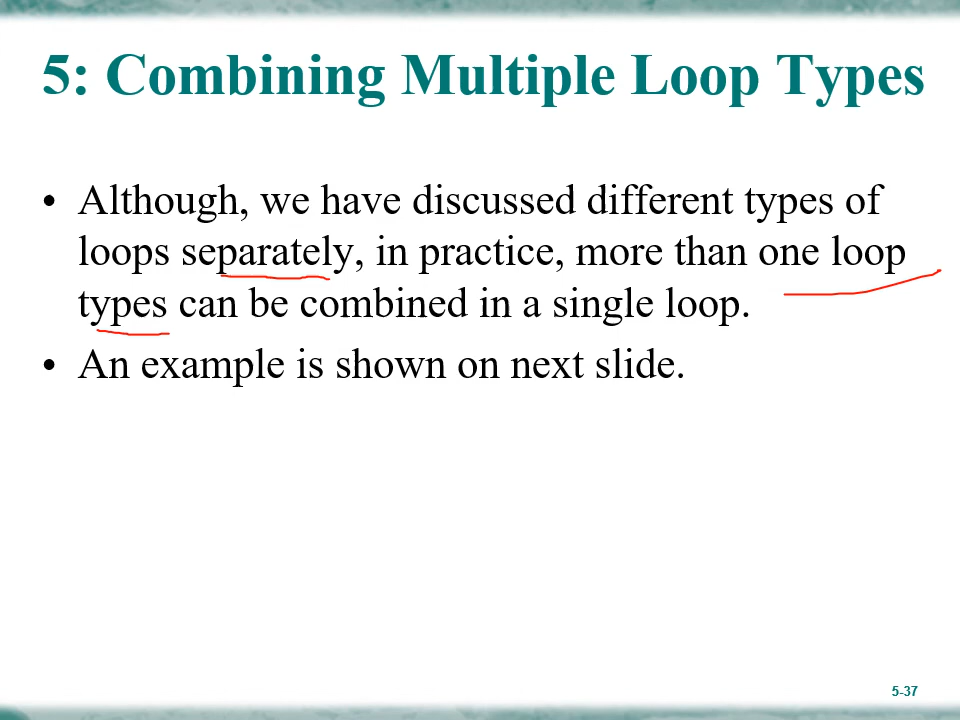 5: Combining Multiple Loop Types
• Although, we have discussed different types of
loops separately, in practice, more than one loop
types can be combined in a single loop.
• An example is shown on next slide.
5-37